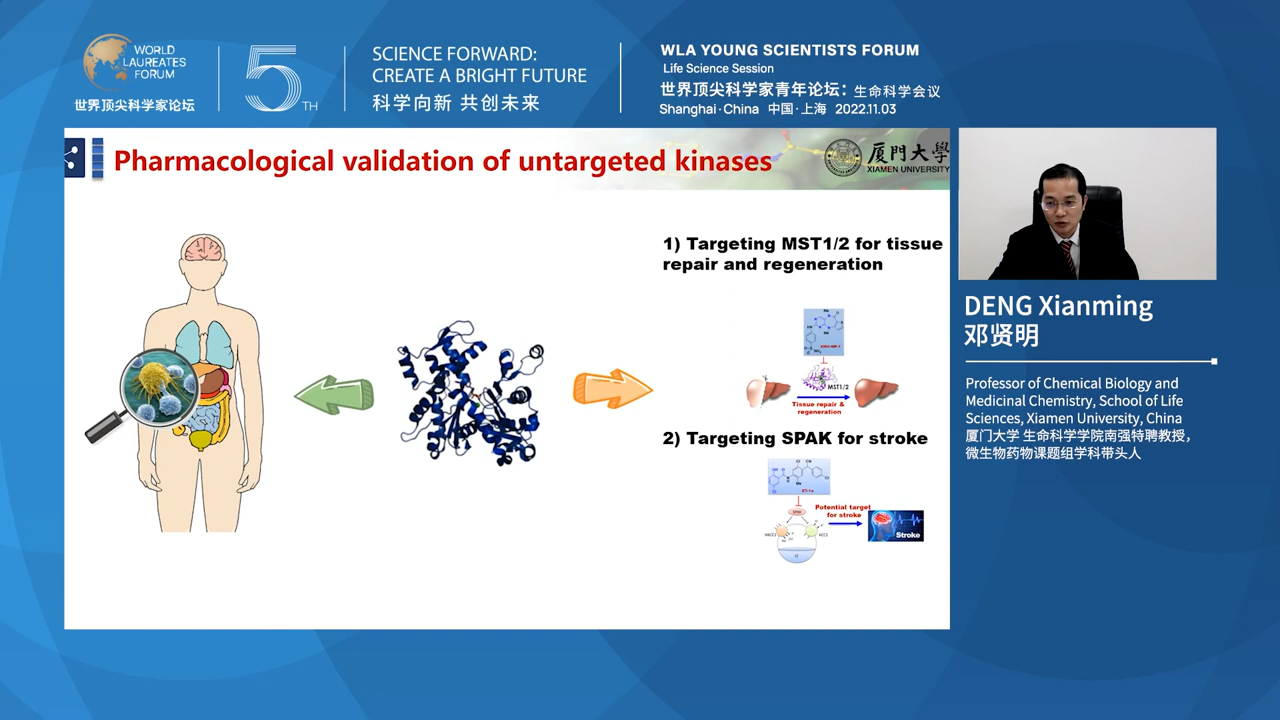 WORLD
LAUREATES
FORUM
世界顶尖科学家论坛
5TH
SCIENCE FORWARD:
CREATE A BRIGHT FUTURE
科学向新 共创未来
WLA YOUNG SCIENTISTS FORUM
Life Science Session
世界顶尖科学家青年论坛：生命科学会议
Shanghai·China 中国·上海 2022.11.03
Pharmacological validation of untargeted kinases
厦門大學
XIAMEN UNIVERSITY
1) Targeting MST1/2 for tissue
repair and regeneration
MST1/2
Tissue repair &
regeneration
2) Targeting SPAK for stroke
SPAK
Potential target
for stroke
Stroke
DENG Xianming
邓贤明
Professor of Chemical Biology and
Medicinal Chemistry, School of Life
Sciences, Xiamen University, China
厦门大学 生命科学学院南强特聘教授，
微生物药物课题组学科带头人